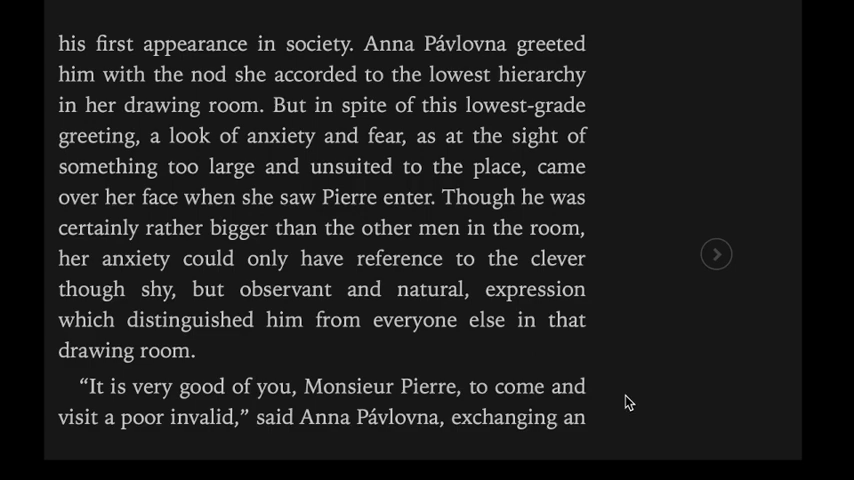 his first appearance in society. Anna Pávlovna greeted
him with the nod she accorded to the lowest hierarchy
in her drawing room. But in spite of this lowest-grade
greeting, a look of anxiety and fear, as at the sight of
something too large and unsuited to the place, came
over her face when she saw Pierre enter. Though he was
certainly rather bigger than the other men in the room,
her anxiety could only have reference to the clever
though shy, but observant and natural, expression
which distinguished him from everyone else in that
drawing room.
“It is very good of you, Monsieur Pierre, to come and
visit a poor invalid,” said Anna Pávlovna, exchanging an